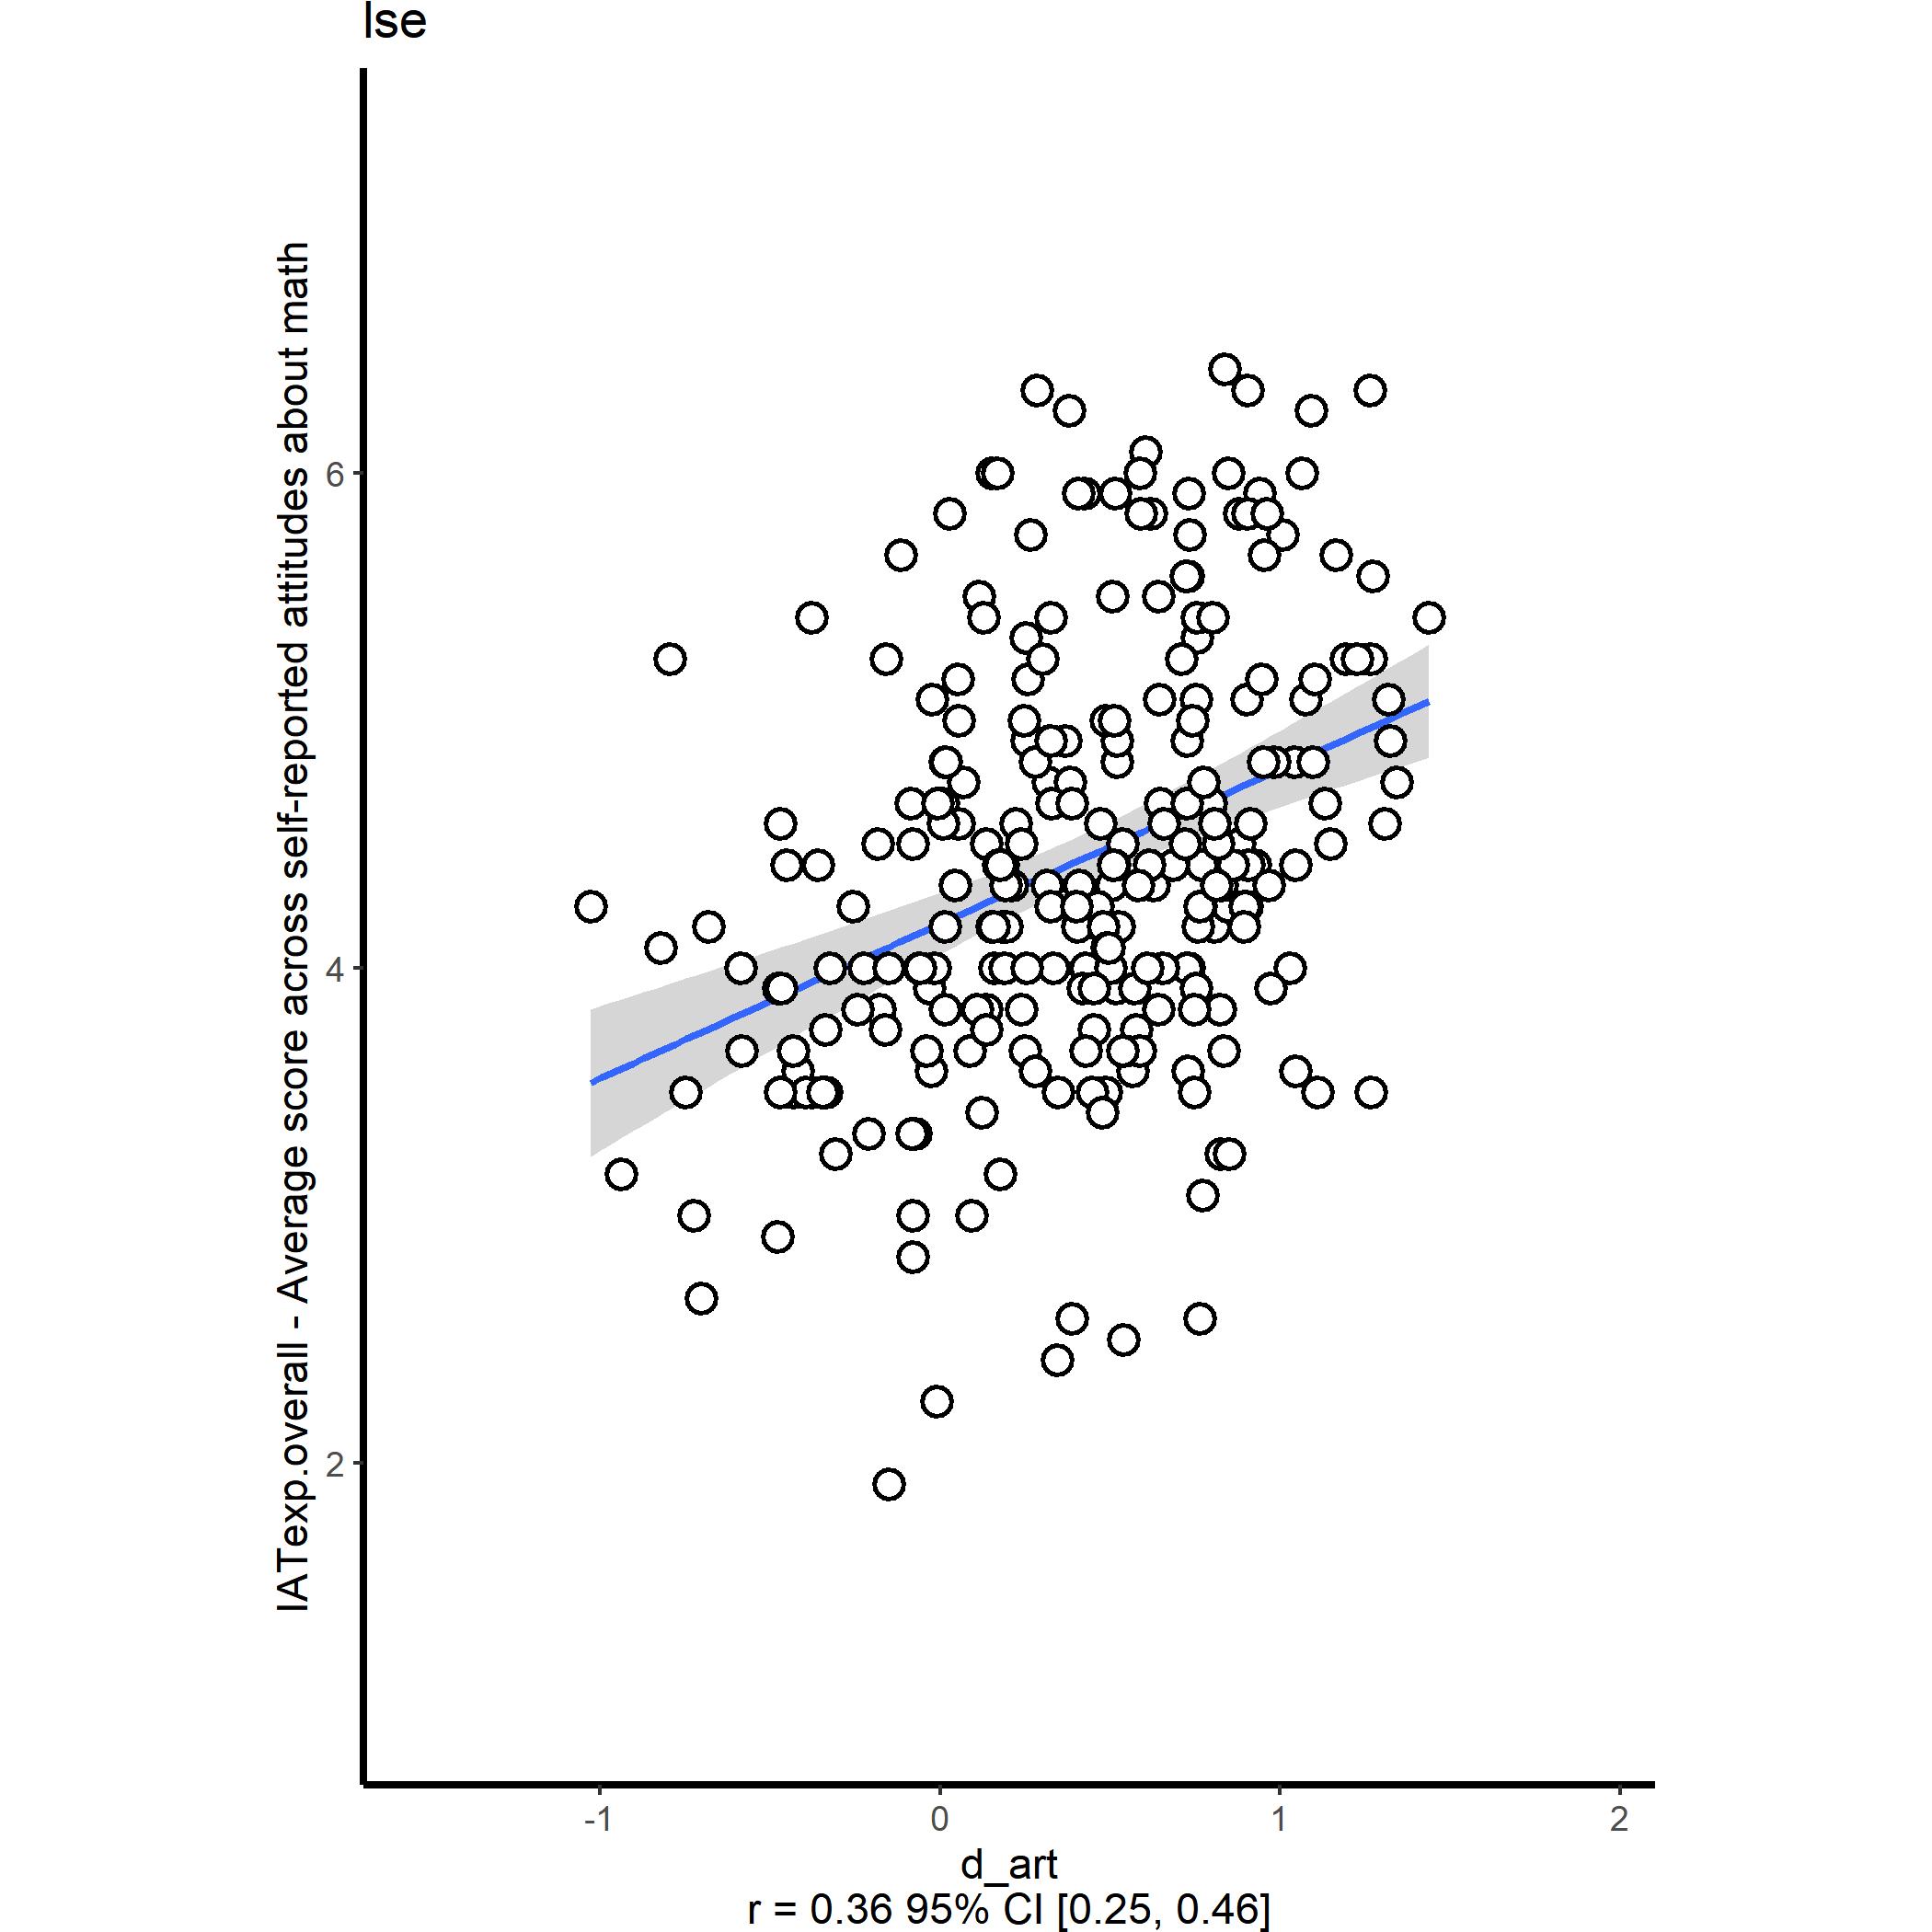 lse
IATexp.overall - Average score across self-reported attitudes about math
6
4
2
-1 0 1 2
d_art
r = 0.36 95% CI [0.25, 0.46]